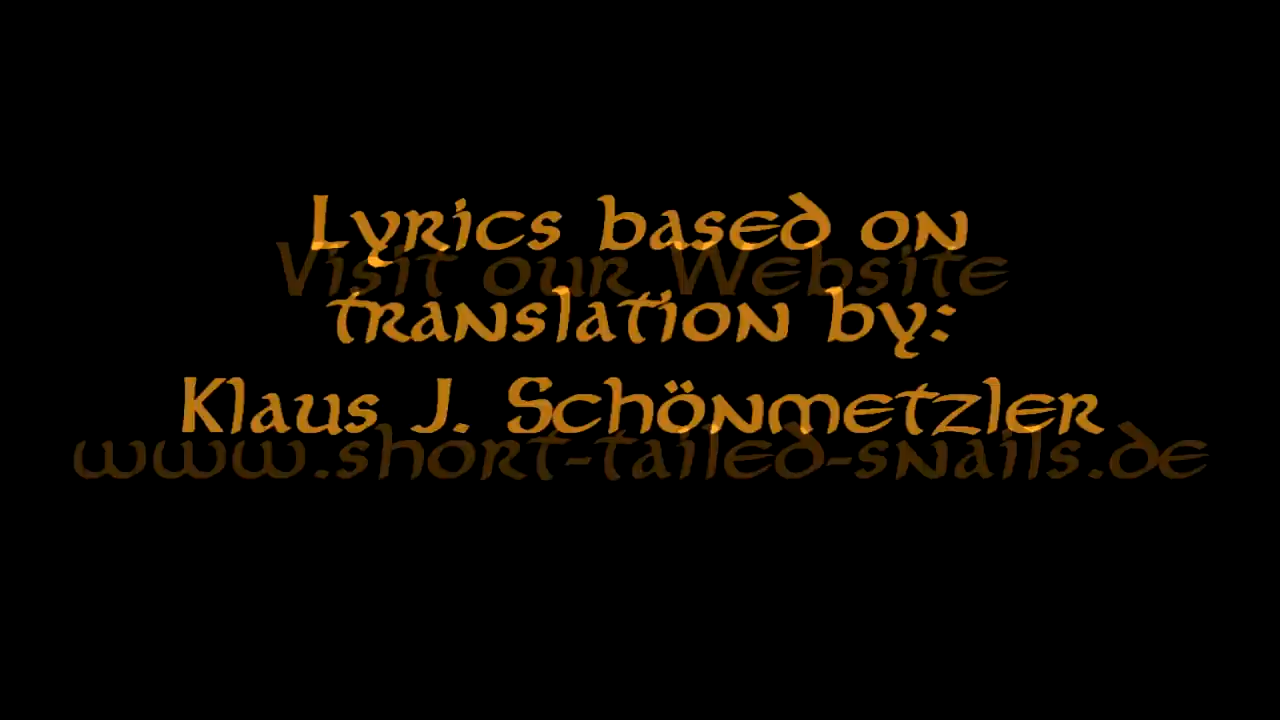 Lyrics based on
Visit our Website
translation by:
Klaus J. Schönmetzler
www.short-tailed-snails.de